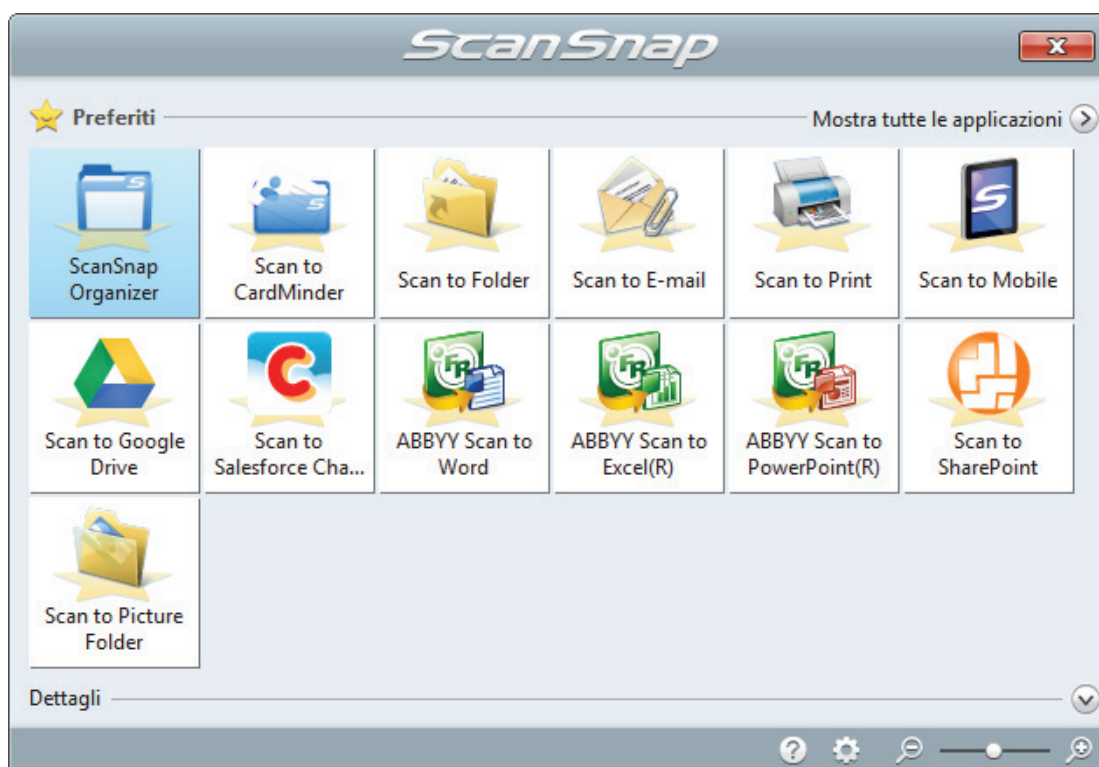 ScanSnap
Preferiti
Mostra tutte le applicazioni
ScanSnap
Organizer
Scan to
CardMinder
Scan to Folder
Scan to E-mail
Scan to Print
Scan to Mobile
Scan to Google
Drive
Scan to
Salesforce Cha...
ABBYY Scan to
Word
ABBYY Scan to
Excel(R)
ABBYY Scan to
PowerPoint(R)
Scan to
SharePoint
Scan to Picture
Folder
Dettagli